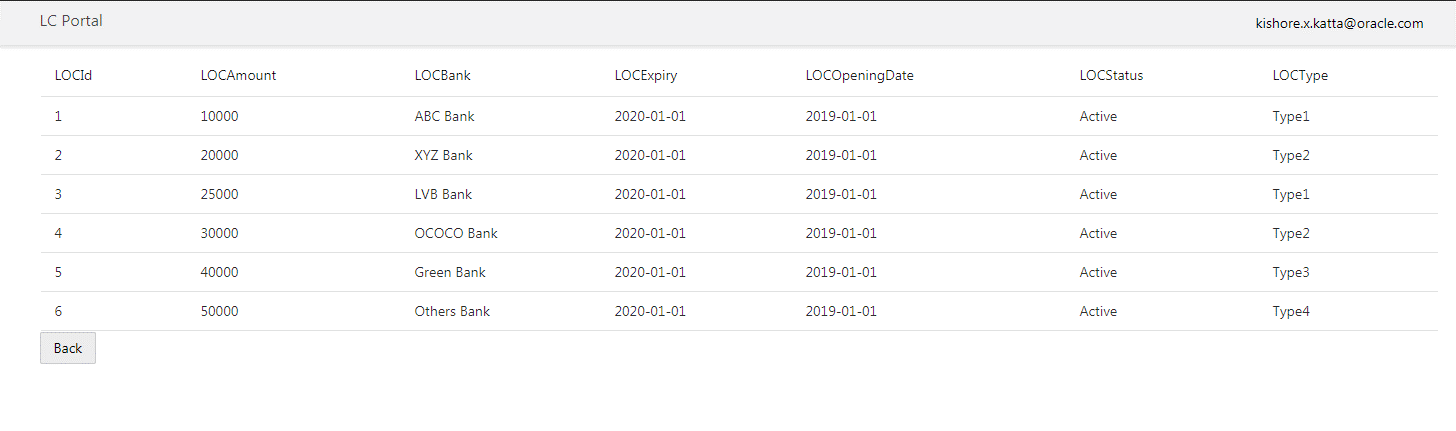 LC Portal
kishore.x.katta@oracle.com
LOCId LOCAmount LOCBank LOCExpiry LOCOpeningDate LOCStatus LOCType
1 10000 ABC Bank 2020-01-01 2019-01-01 Active Type1
2 20000 XYZ Bank 2020-01-01 2019-01-01 Active Type2
3 25000 LVB Bank 2020-01-01 2019-01-01 Active Type1
4 30000 OCOCO Bank 2020-01-01 2019-01-01 Active Type2
5 40000 Green Bank 2020-01-01 2019-01-01 Active Type3
6 50000 Others Bank 2020-01-01 2019-01-01 Active Type4
Back